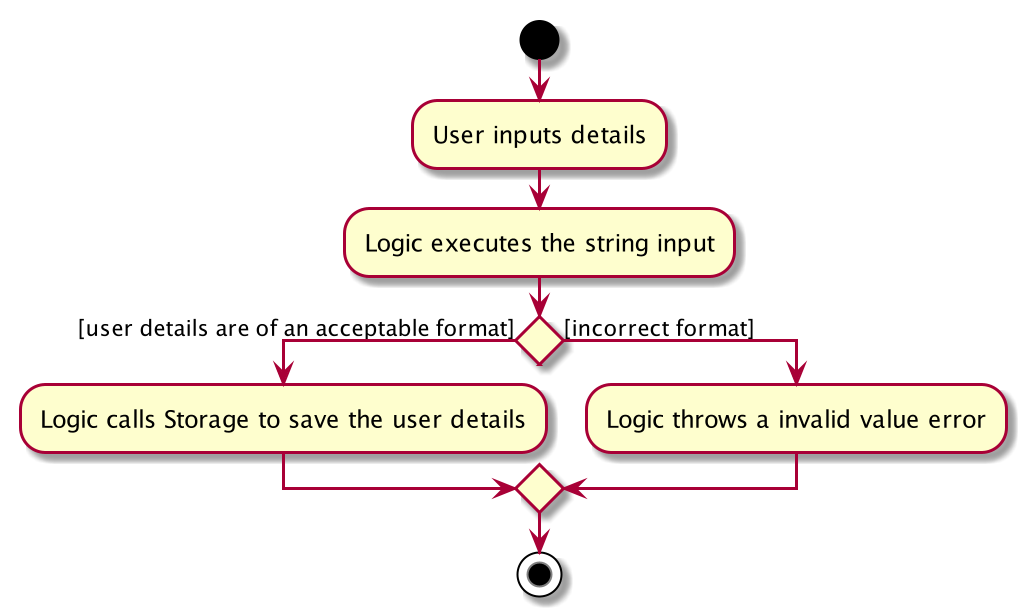 User inputs details
Logic executes the string input
[user details are of an acceptable format]
[incorrect format]
Logic calls Storage to save the user details
Logic throws a invalid value error